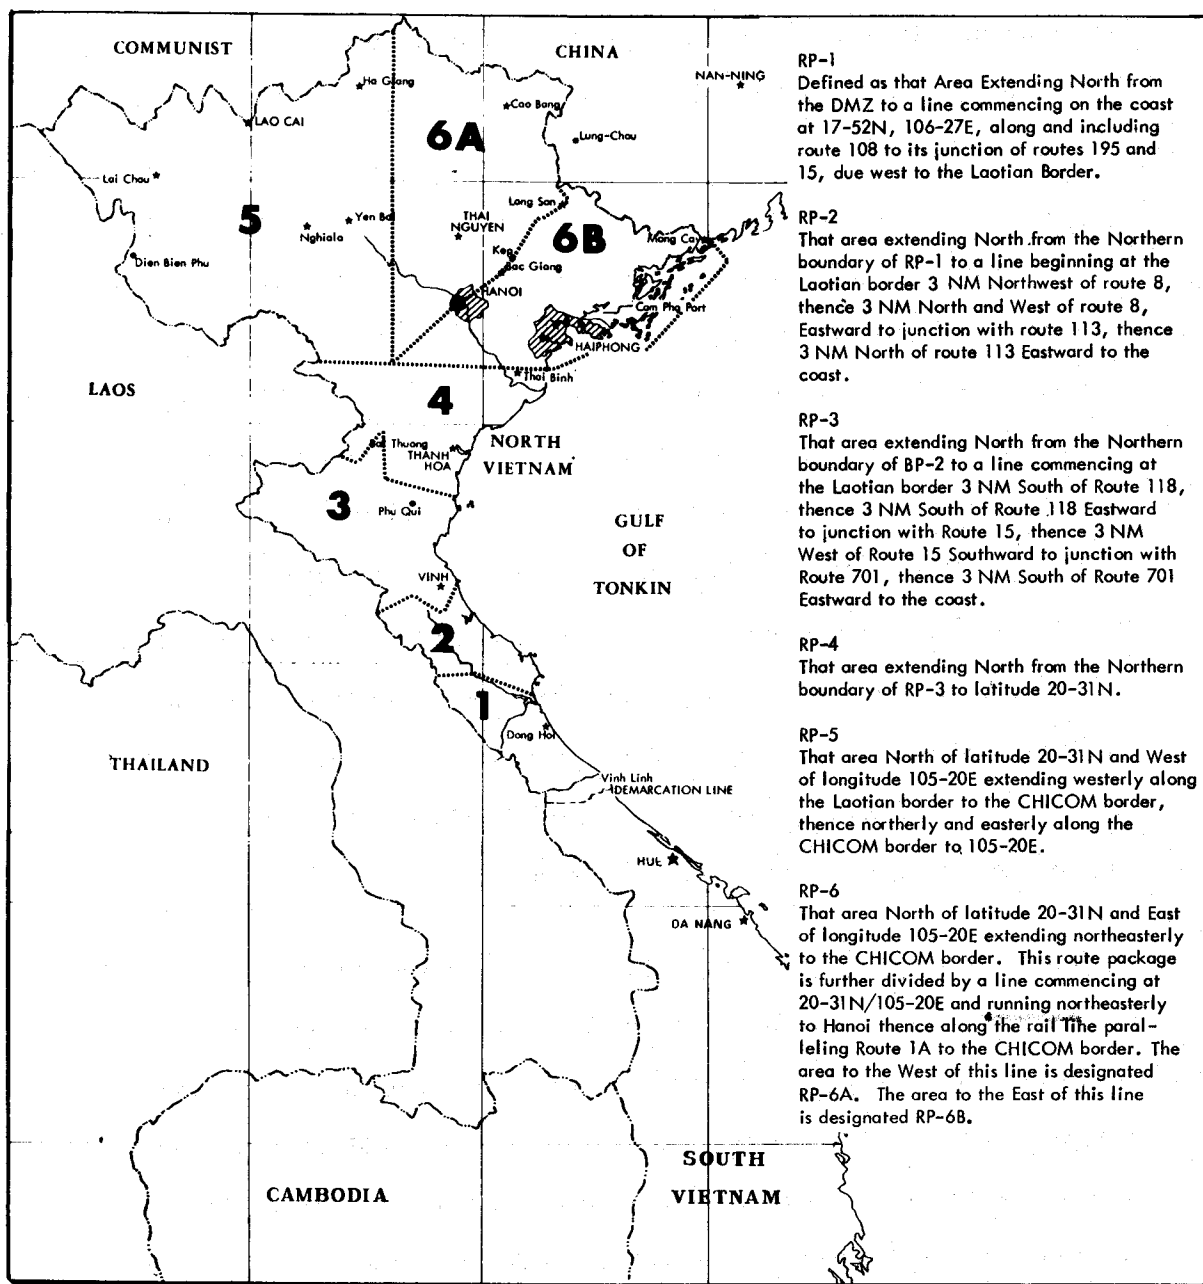 COMMUNIST
CHINA
Ha Giang
NAN-NING
Cao Bang
LAO CAI
6A
Lung-Chau
Lai Chau
Lang Son
5
Yen Bai
THAI
NGUYEN
6B
Mong Cay
Nghialo
Kep
Dien Bien Phu
Bac Giang
HANOI
Cam Pha Port
HAIPHONG
Thai Binh
LAOS
4
NORTH
VIETNAM
Bai Thuong
THANH
HOA
3
Phu Qui
GULF
OF
TONKIN
VINH
2
1
Dong Hoi
THAILAND
Vinh Linh
DEMARCATION LINE
HUE
DA NANG
SOUTH
VIETNAM
CAMBODIA
RP-1
Defined as that Area Extending North from
the DMZ to a line commencing on the coast
at 17-52N, 106-27E, along and including
route 108 to its junction of routes 195 and
15, due west to the Laotian Border.
RP-2
That area extending North from the Northern
boundary of RP-1 to a line beginning at the
Laotian border 3 NM Northwest of route 8,
thence 3 NM North and West of route 8,
Eastward to junction with route 113, thence
3 NM North of route 113 Eastward to the
coast.
RP-3
That area extending North from the Northern
boundary of BP-2 to a line commencing at
the Laotian border 3 NM South of Route 118,
thence 3 NM South of Route 118 Eastward
to junction with Route 15, thence 3 NM
West of Route 15 Southward to junction with
Route 701, thence 3 NM South of Route 701
Eastward to the coast.
RP-4
That area extending North from the Northern
boundary of RP-3 to latitude 20-31N.
RP-5
That area North of latitude 20-31N and West
of longitude 105-20E extending westerly along
the Laotian border to the CHICOM border,
thence northerly and easterly along the
CHICOM border to 105-20E.
RP-6
That area North of latitude 20-31N and East
of longitude 105-20E extending northeasterly
to the CHICOM border. This route package
is further divided by a line commencing at
20-31N/105-20E and running northeasterly
to Hanoi thence along the rail line paral-
leling Route 1A to the CHICOM border. The
area to the West of this line is designated
RP-6A. The area to the East of this line
is designated RP-6B.